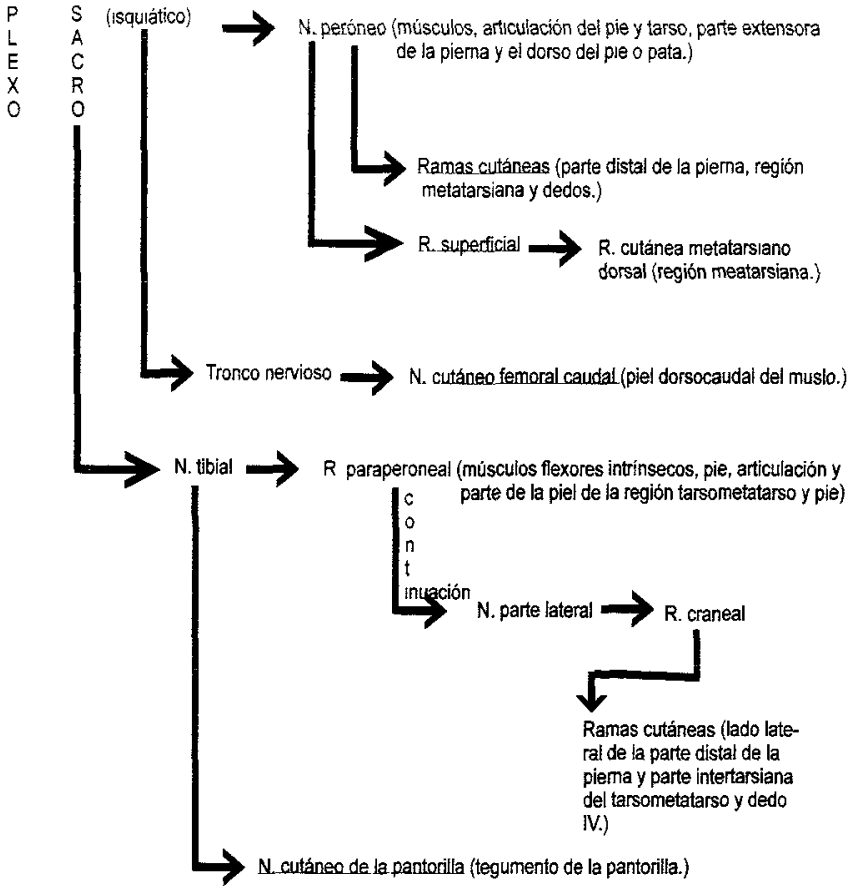 PLEXO
SACRO
(isquiático)
N. peróneo (músculos, articulación del pie y tarso, parte extensora
de la pierna y el dorso del pie o pata.)
Ramas cutáneas (parte distal de la pierna, región
metatarsiana y dedos.)
R. superficial
R. cutánea metatarsiano
dorsal (región meatarsiana.)
Tronco nervioso
N. cutáneo femoral caudal (piel dorsocaudal del muslo.)
N. tibial
R paraperoneal (músculos flexores intrínsecos, pie, articulación y
parte de la piel de la región tarsometatarso y pie)
c
o
n
t
inuación
N. parte lateral
R. craneal
Ramas cutáneas (lado late-
ral de la parte distal de la
pierna y parte intertarsiana
del tarsometatarso y dedo
IV.)
N. cutáneo de la pantorilla (tegumento de la pantorilla.)